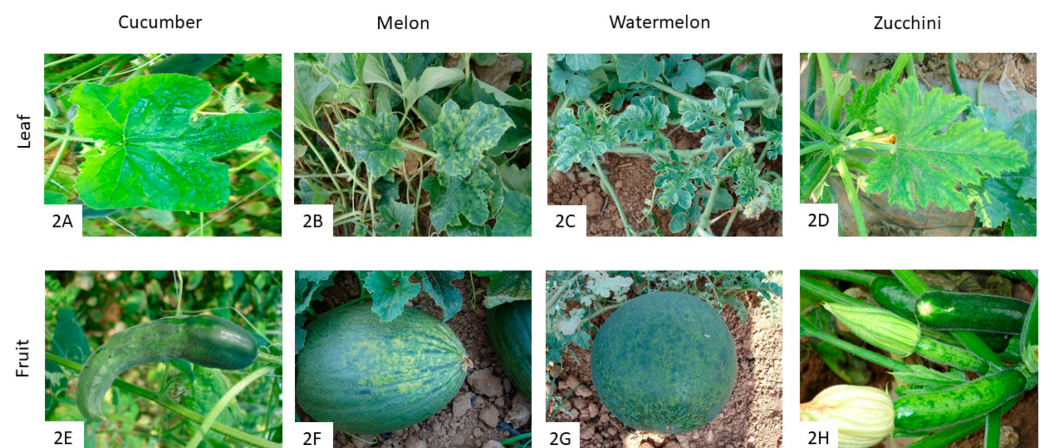 Cucumber Melon Watermelon Zucchini
Leaf
2A 2B 2C 2D
Fruit
2E 2F 2G 2H